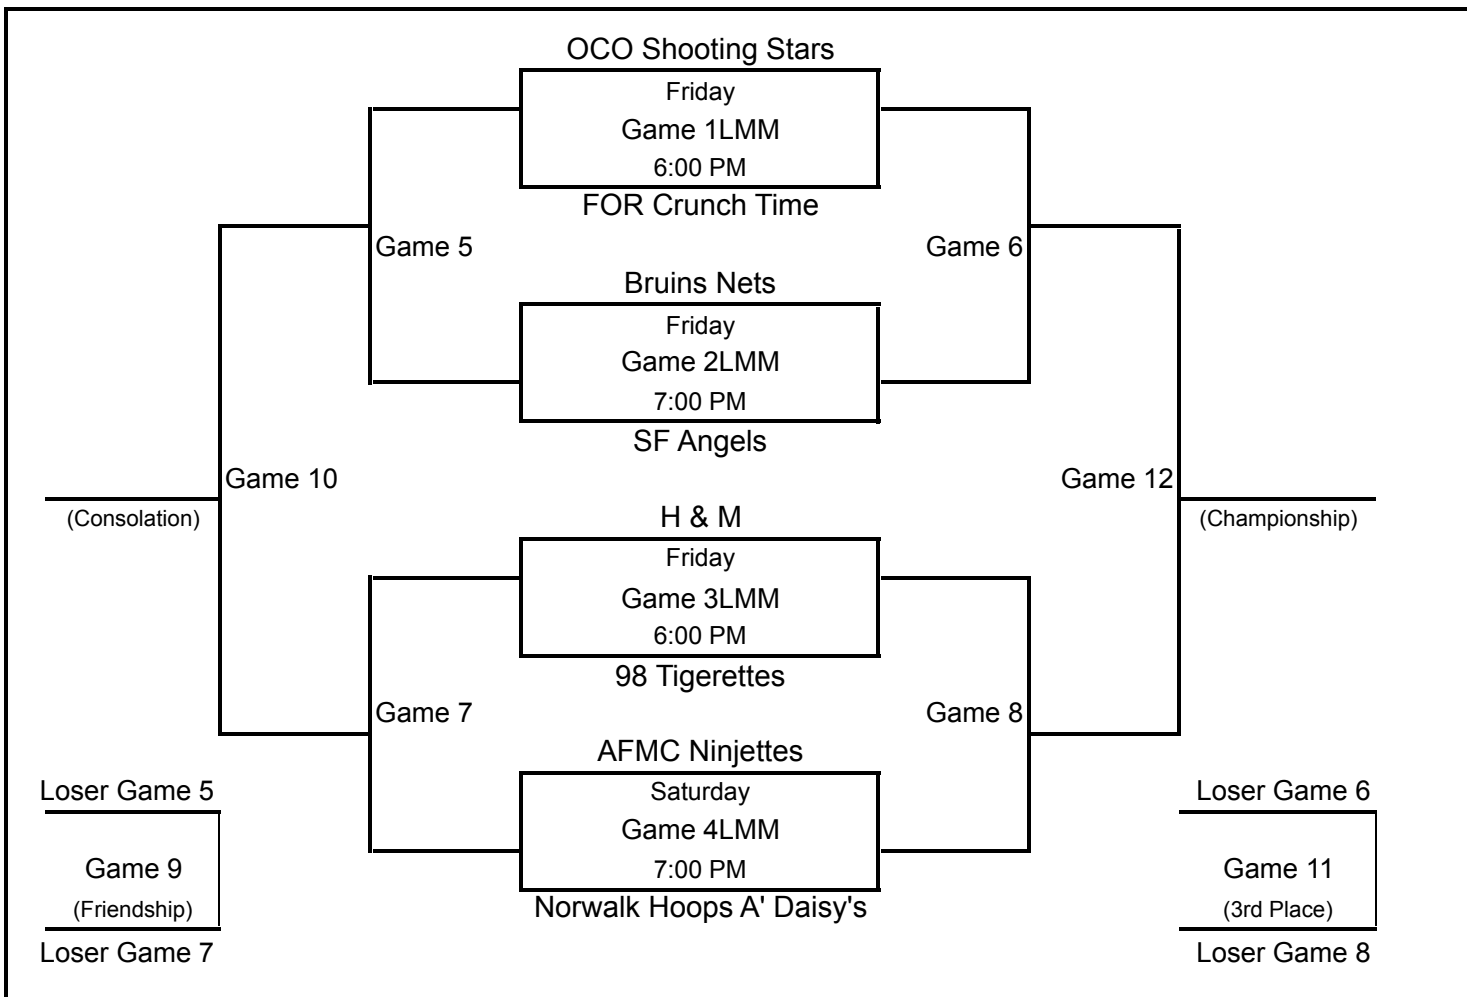 OCO Shooting Stars
Friday
Game 1LMM
6:00 PM
FOR Crunch Time
Game 5
Game 6
Bruins Nets
Friday
Game 2LMM
7:00 PM
SF Angels
Game 10
Game 12
(Consolation)
(Championship)
H & M
Friday
Game 3LMM
6:00 PM
98 Tigerettes
Game 7
Game 8
AFMC Ninjettes
Saturday
Game 4LMM
7:00 PM
Norwalk Hoops A' Daisy's
Loser Game 5
Game 9
(Friendship)
Loser Game 7
Loser Game 6
Game 11
(3rd Place)
Loser Game 8